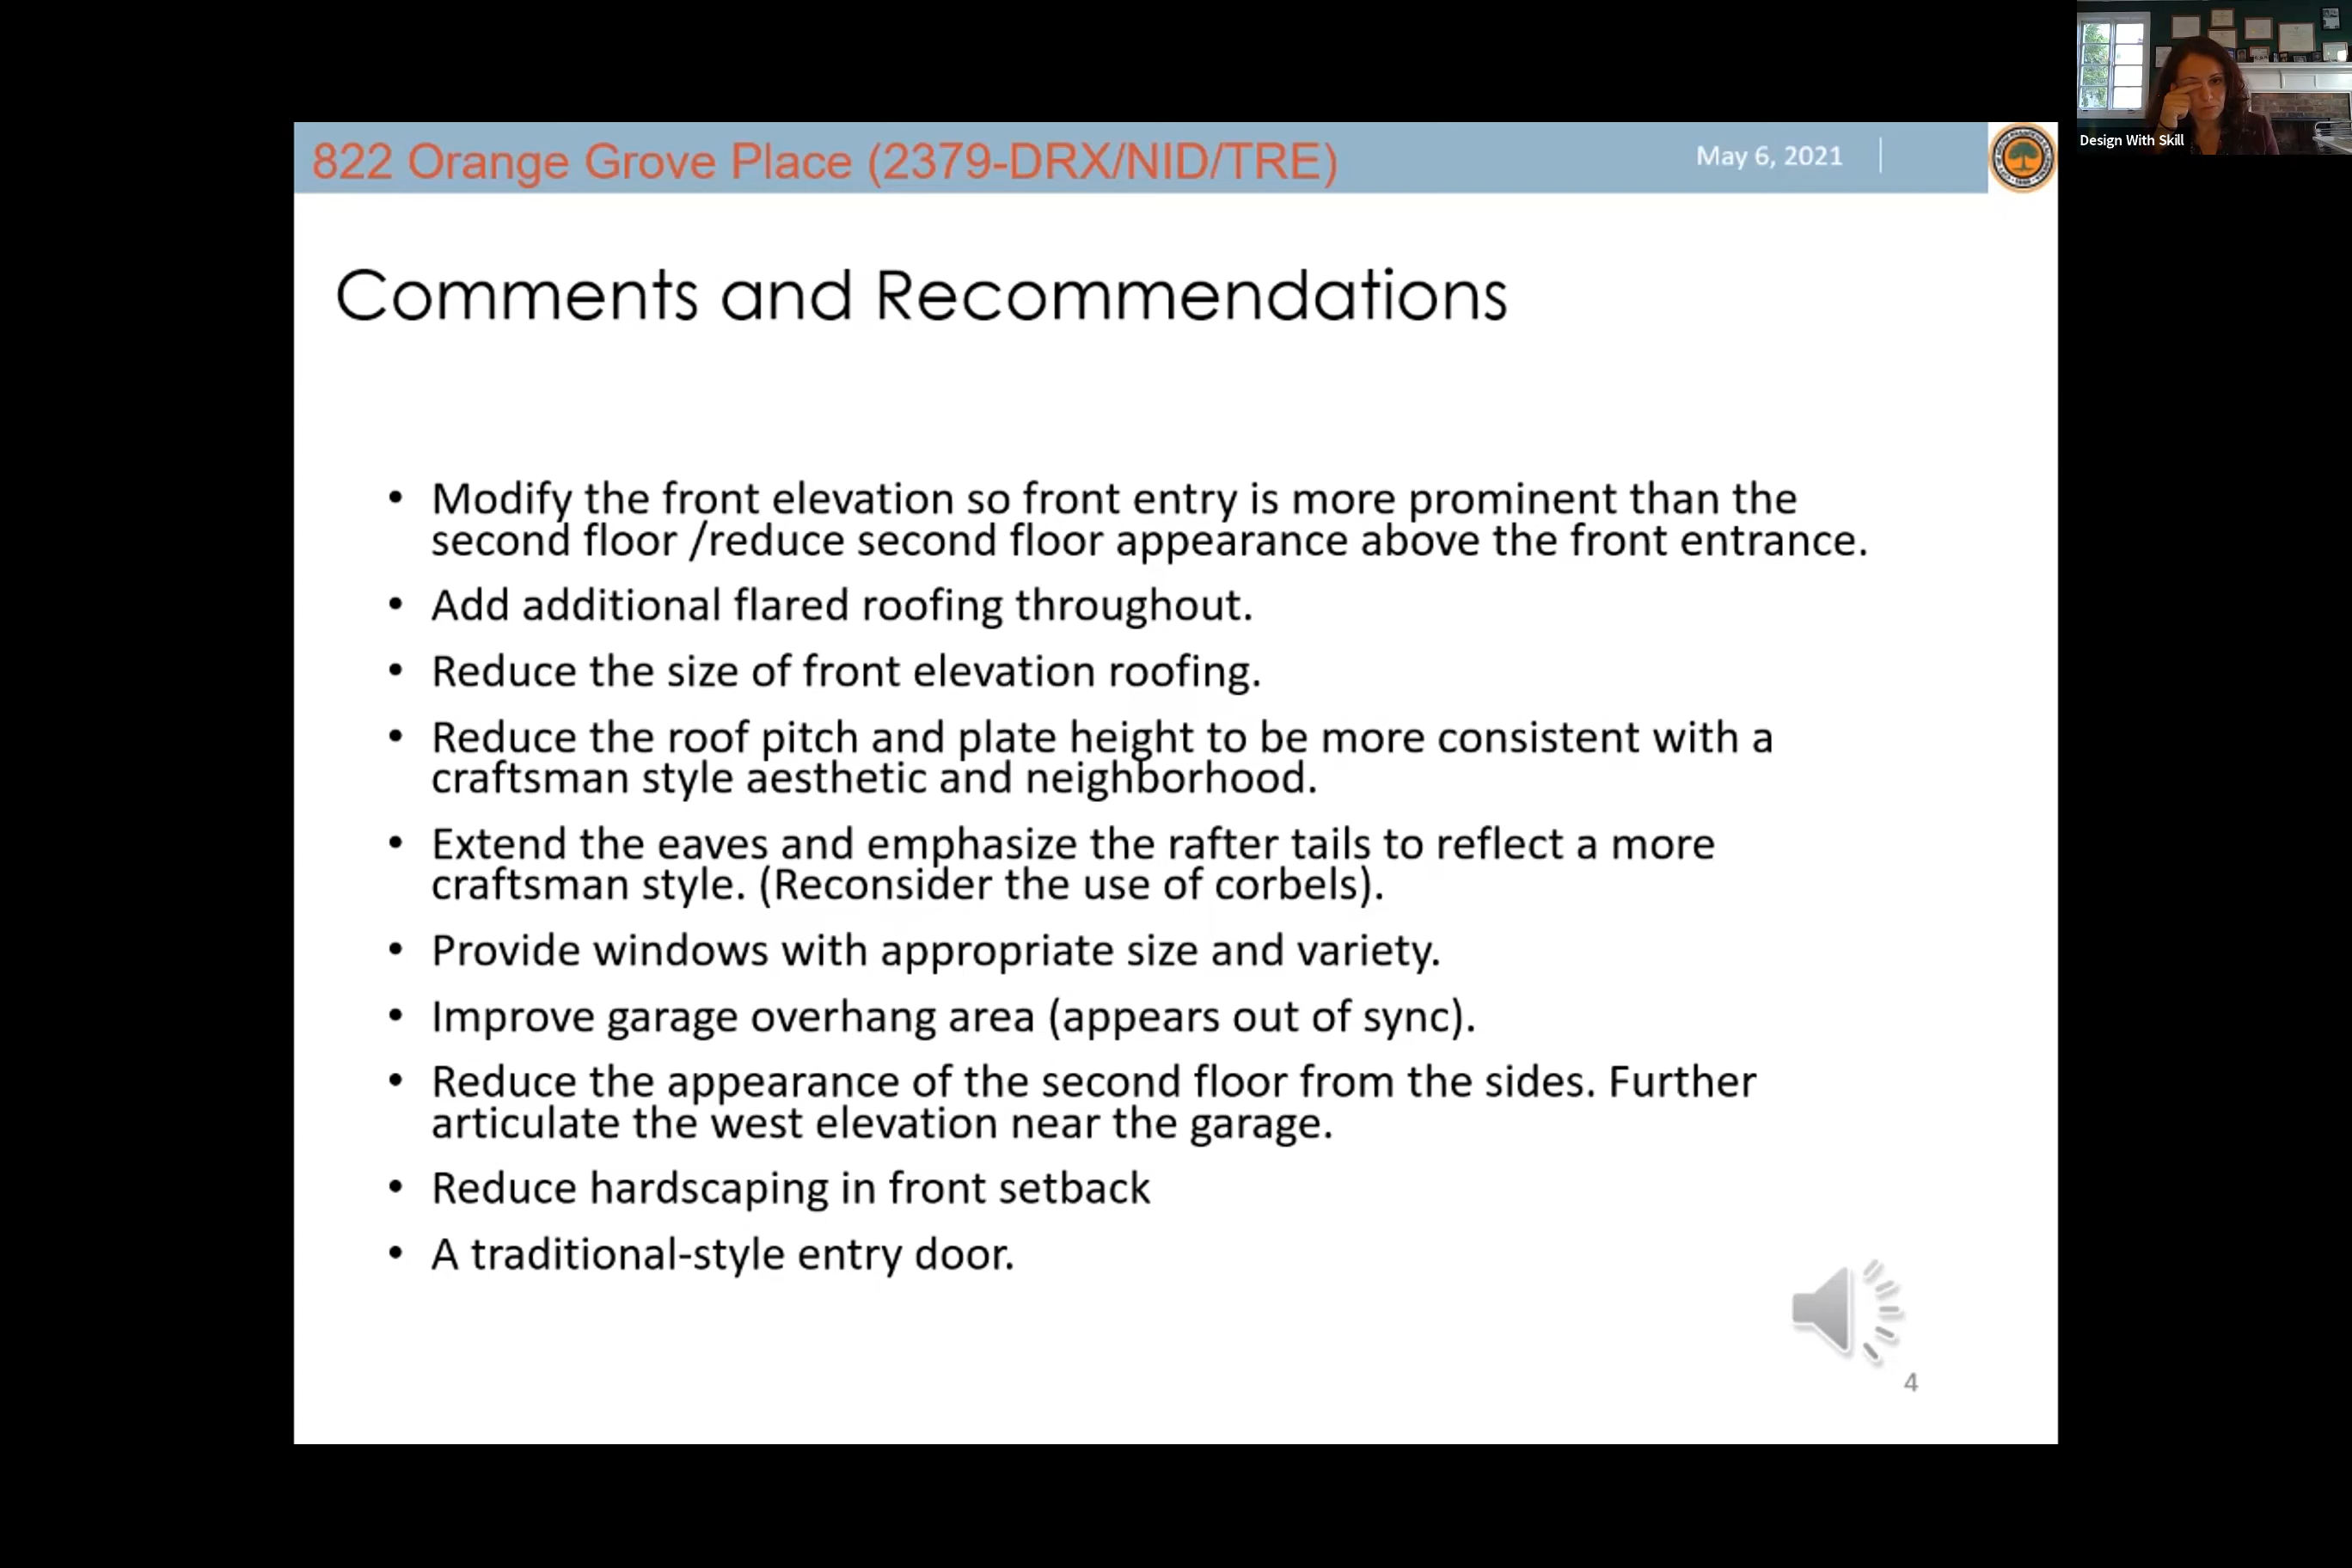 822 Orange Grove Place (2379-DRX/NID/TRE)
May 6, 2021
Design With Skill
Comments and Recommendations
• Modify the front elevation so front entry is more prominent than the
second floor /reduce second floor appearance above the front entrance.
• Add additional flared roofing throughout.
• Reduce the size of front elevation roofing.
• Reduce the roof pitch and plate height to be more consistent with a
craftsman style aesthetic and neighborhood.
• Extend the eaves and emphasize the rafter tails to reflect a more
craftsman style. (Reconsider the use of corbels).
• Provide windows with appropriate size and variety.
• Improve garage overhang area (appears out of sync).
• Reduce the appearance of the second floor from the sides. Further
articulate the west elevation near the garage.
• Reduce hardscaping in front setback
• A traditional-style entry door.
4